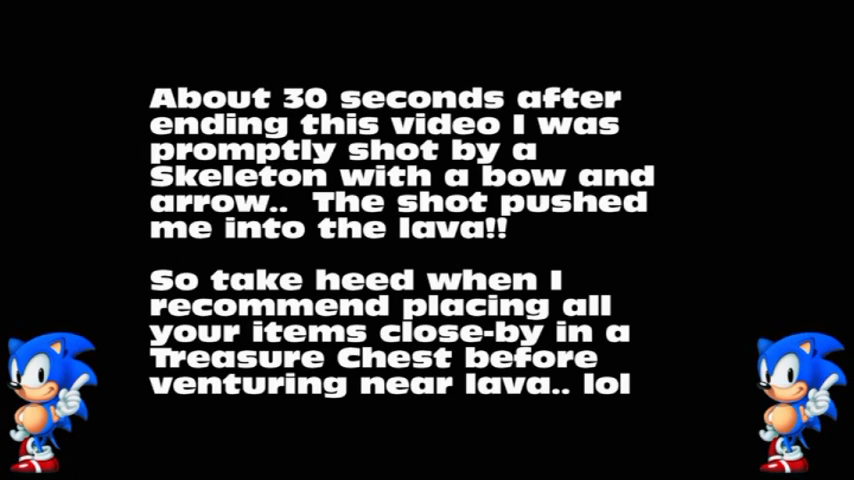 About 30 seconds after
ending this video I was
promptly shot by a
Skeleton with a bow and
arrow..  The shot pushed
me into the lava!!
So take heed when I
recommend placing all
your items close-by in a
Treasure Chest before
venturing near lava.. lol